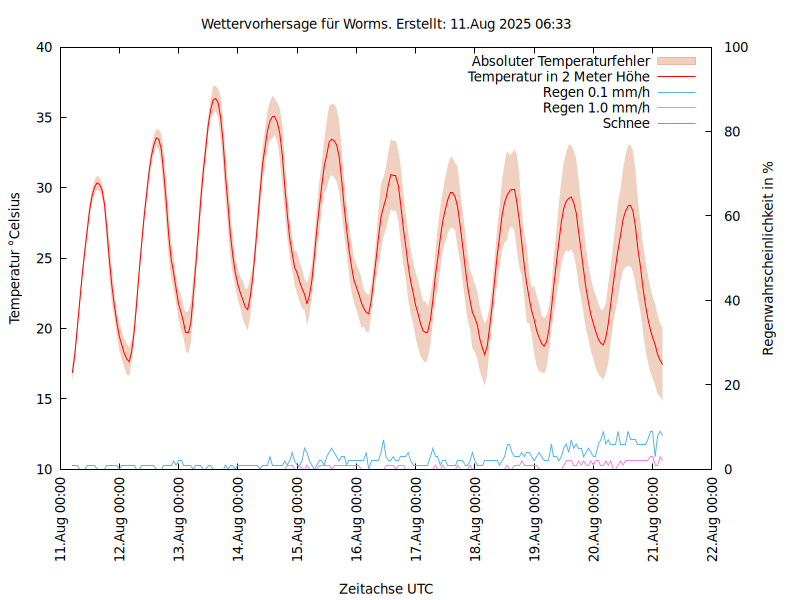 Wettervorhersage für Worms. Erstellt: 11.Aug 2025 06:33
40
35
30
25
20
15
10
100
80
60
40
20
0
Temperatur °Celsius
Regenwahrscheinlichkeit in %
Absoluter Temperaturfehler
Temperatur in 2 Meter Höhe
Regen 0.1 mm/h
Regen 1.0 mm/h
Schnee
11.Aug 00:00
12.Aug 00:00
13.Aug 00:00
14.Aug 00:00
15.Aug 00:00
16.Aug 00:00
17.Aug 00:00
18.Aug 00:00
19.Aug 00:00
20.Aug 00:00
21.Aug 00:00
22.Aug 00:00
Zeitachse UTC